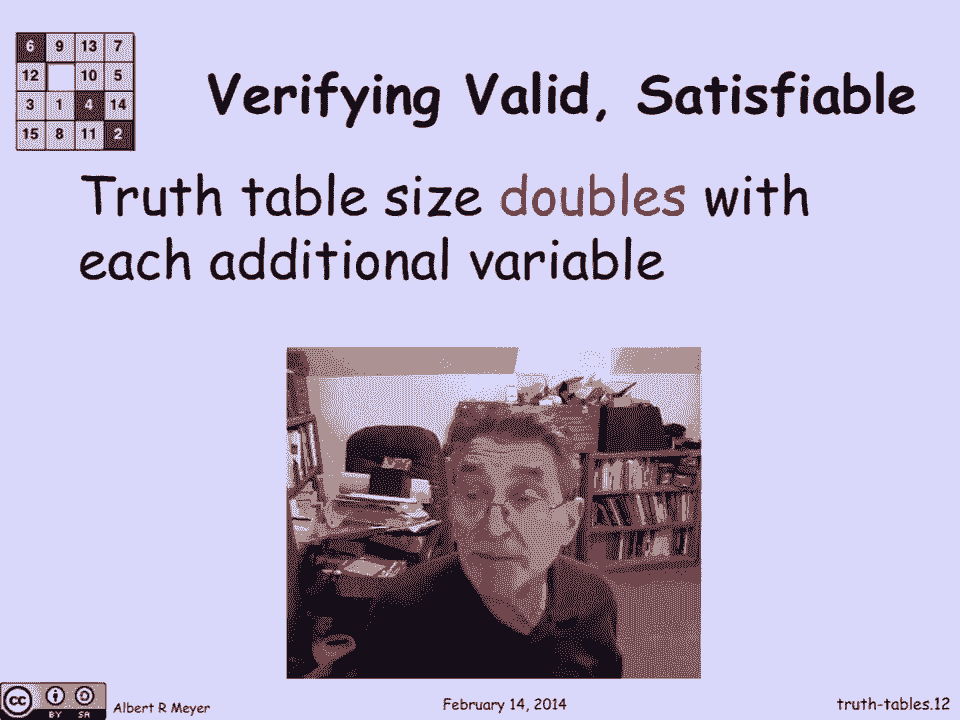 6 9 13 7
12 10 5
3 1 4 14
15 8 11 2
Verifying Valid, Satisfiable
Truth table size doubles with
each additional variable
cc
BY SA
Albert R Meyer
February 14, 2014
truth-tables.12